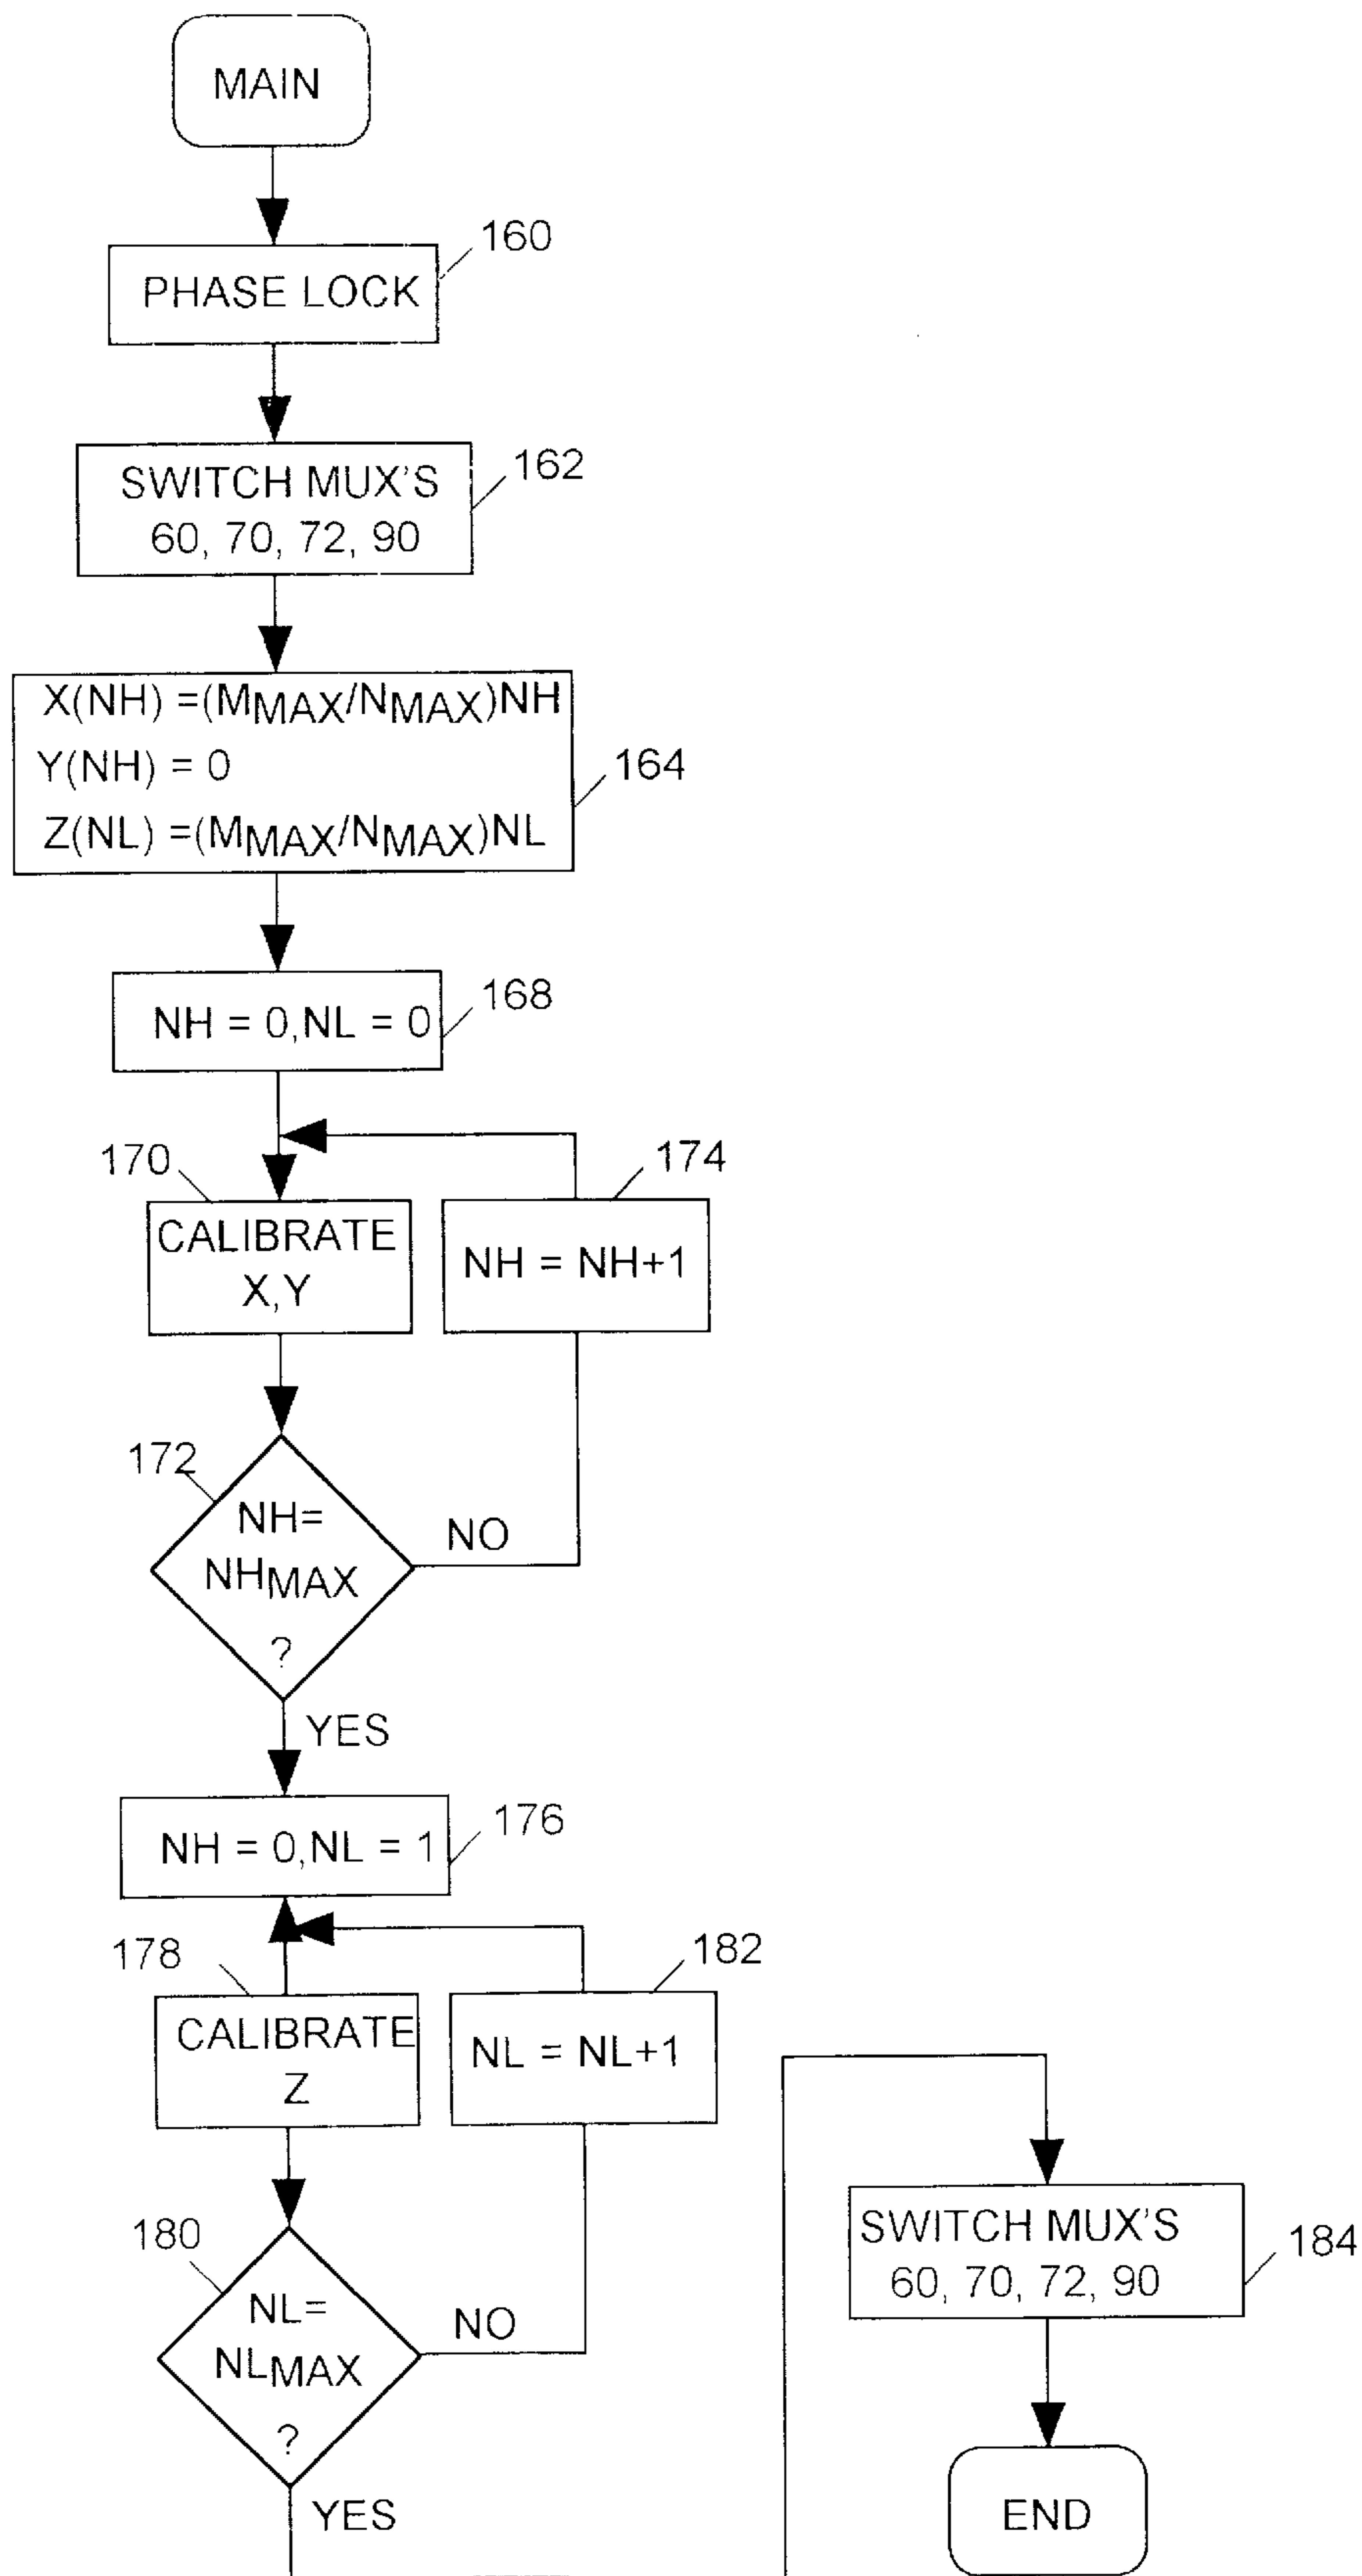 MAIN
160
PHASE LOCK
162
SWITCH MUX'S
60, 70, 72, 90
X(NH) =(MMAX/NMAX)NH
Y(NH) = 0
164
Z(NL) =(MMAX/NMAX)NL
168
NH = 0,NL = 0
170
174
CALIBRATE
X,Y
NH = NH+1
172
NH=
NHMAX
?
NO
YES
176
NH = 0,NL = 1
178
182
CALIBRATE
Z
NL = NL+1
180
NL=
NLMAX
?
NO
YES
SWITCH MUX'S
60, 70, 72, 90
184
END